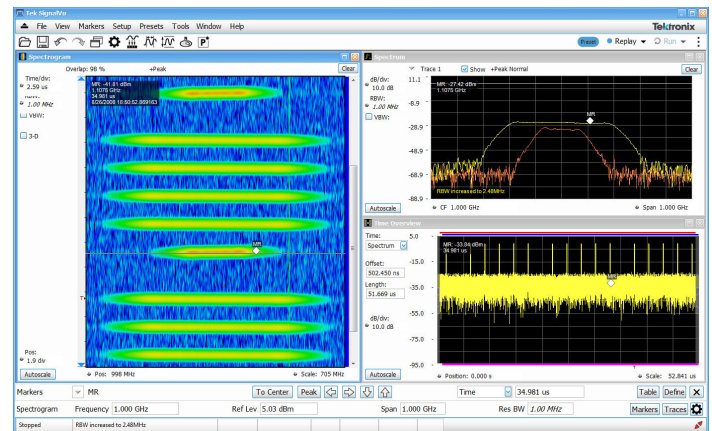 Tek SignalVu
File View Markers Setup Presets Tools Window Help
Tektronix
Preset Replay Run
Spectrogram
Overlap: 98 % +Peak Clear
Time/div:
2.59 us
1.00 MHz
VBW:
3-D
MR: -41.81 dBm
1.1075 GHz
34.981 us
8/26/2008 18:50:52.869163
MR
T
Pos:
1.9 div
Autoscale
Pos: 998 MHz Scale: 705 MHz
Spectrum
Trace 1 Show +Peak Normal Clear
dB/div:
10.0 dB
RBW:
1.00 MHz
VBW:
11.1
-8.9
-28.9
-48.9
-68.9
-88.9
MR: -27.42 dBm
1.1075 GHz
MR
RBW increased to 2.48MHz
Autoscale
CF 1.000 GHz Span 1.000 GHz
Time Overview
Time:
Spectrum
Offset:
502.450 ns
Length:
51.669 us
dB/div:
10.0 dB
5.0
-15.0
-35.0
-55.0
-75.0
-95.0
MR: -33.84 dBm
34.981 us
MR
Autoscale
Position: 0.000 s Scale: 52.841 us
Markers MR To Center Peak Time 34.981 us Table Define
Spectrogram Frequency 1.000 GHz Ref Lev 5.03 dBm Span 1.000 GHz Res BW 1.00 MHz Markers Traces
Stopped RBW increased to 2.48MHz